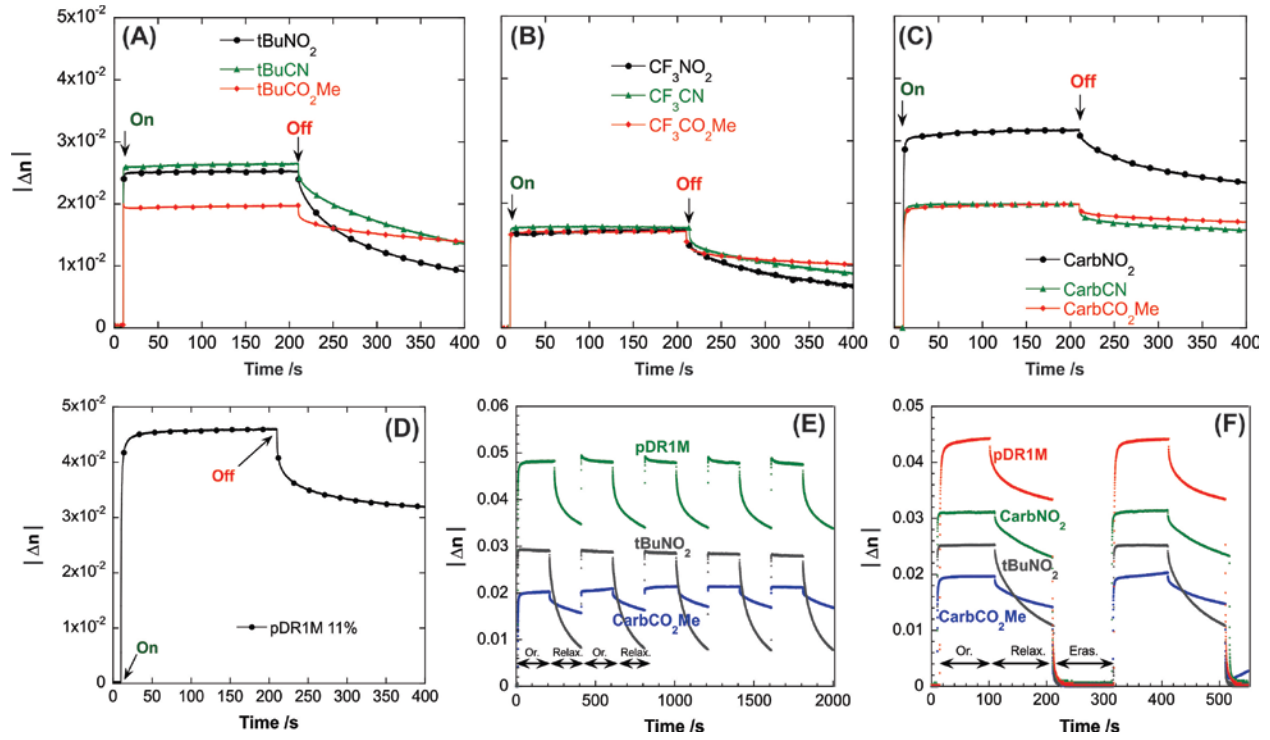 (A)
tBuNO2
tBuCN
tBuCO2Me
On
Off
|Δn|
5x10-2
4x10-2
3x10-2
2x10-2
1x10-2
0
0 50 100 150 200 250 300 350 400
Time /s
(B)
CF3NO2
CF3CN
CF3CO2Me
On
Off
0 50 100 150 200 250 300 350 400
Time /s
(C)
On
Off
CarbNO2
CarbCN
CarbCO2Me
0 50 100 150 200 250 300 350 400
Time /s
(D)
5x10-2
4x10-2
3x10-2
2x10-2
1x10-2
0
|Δn|
Off
On
pDR1M 11%
0 50 100 150 200 250 300 350 400
Time /s
(E)
0.06
0.05
0.04
0.03
0.02
0.01
0
|Δn|
pDR1M
tBuNO2
CarbCO2Me
Or. Relax. Or. Relax.
0 500 1000 1500 2000
Time /s
(F)
0.05
0.04
0.03
0.02
0.01
0
|Δn|
pDR1M
CarbNO2
tBuNO2
CarbCO2Me
Or. Relax. Eras.
0 100 200 300 400 500
Time /s